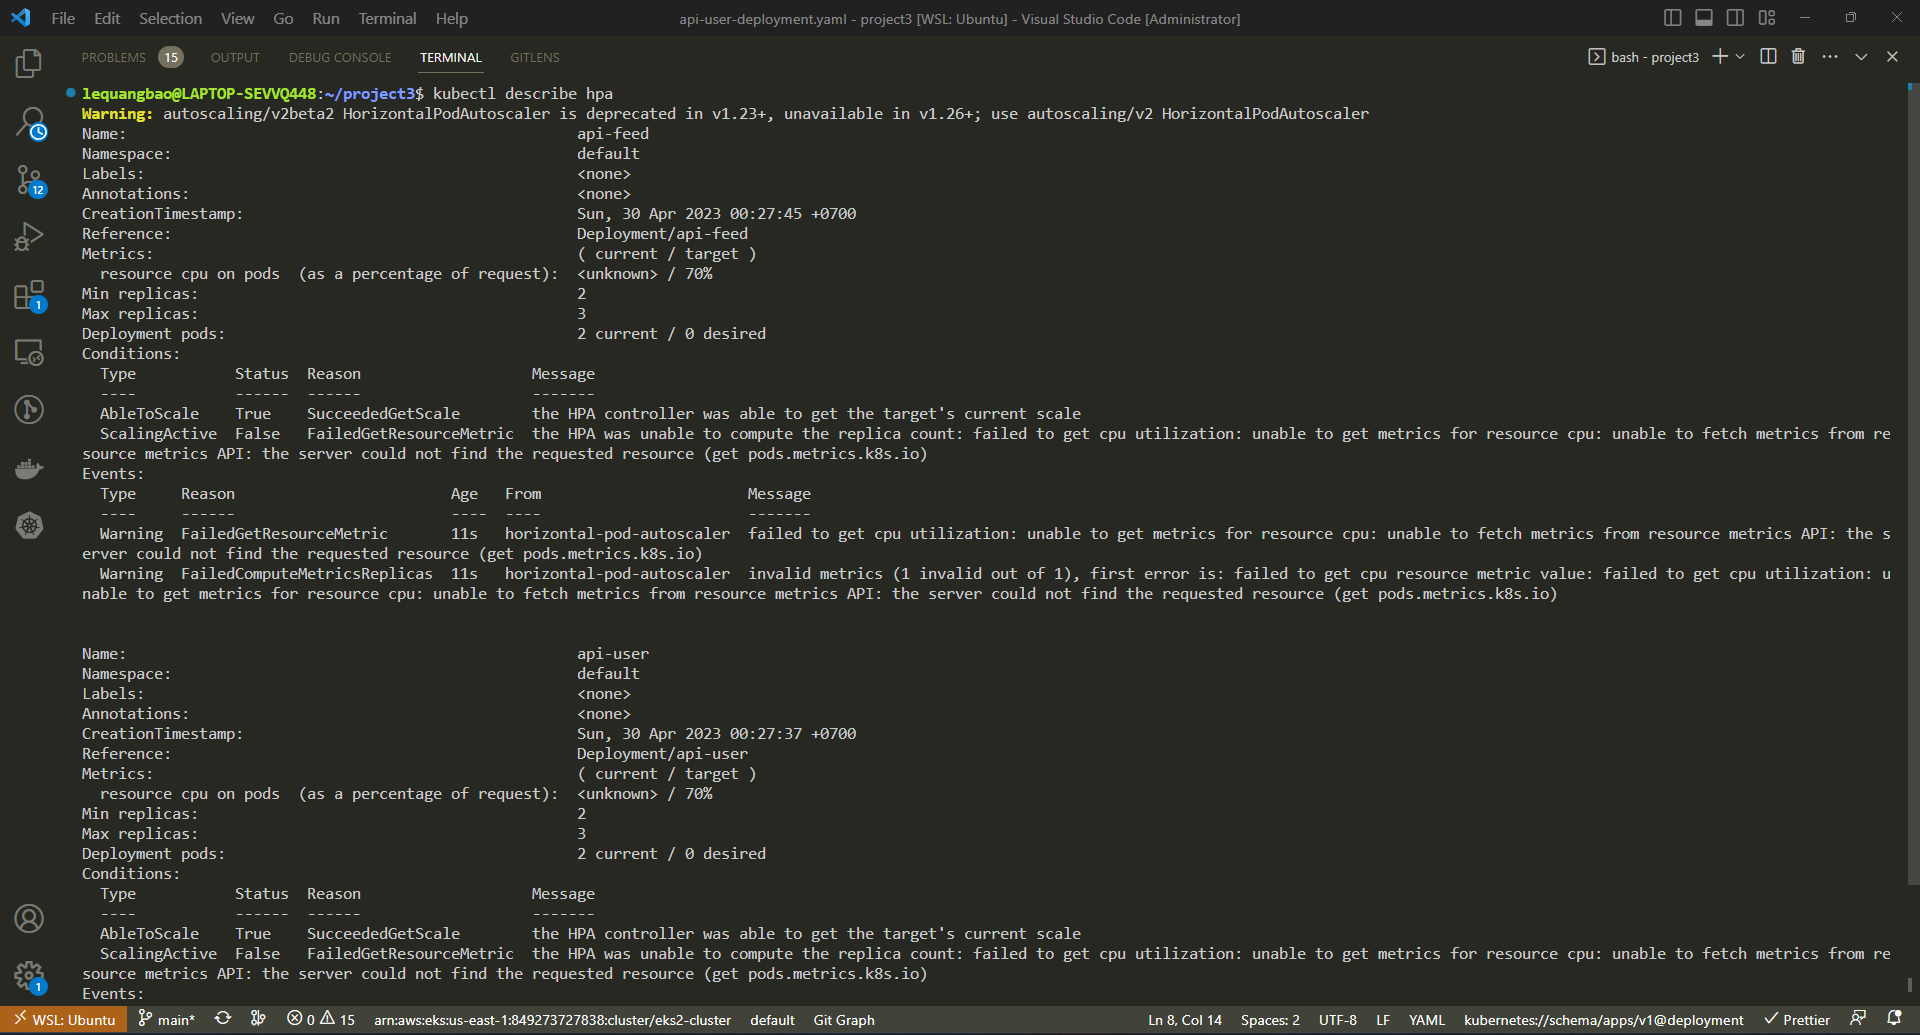 File Edit Selection View Go Run Terminal Help api-user-deployment.yaml - project3 [WSL: Ubuntu] - Visual Studio Code [Administrator]
PROBLEMS 15 OUTPUT DEBUG CONSOLE TERMINAL GITLENS bash - project3
lequangbao@LAPTOP-SEVVQ448:~/project3$ kubectl describe hpa
Warning: autoscaling/v2beta2 HorizontalPodAutoscaler is deprecated in v1.23+, unavailable in v1.26+; use autoscaling/v2 HorizontalPodAutoscaler
Name: api-feed
Namespace: default
Labels: <none>
Annotations: <none>
CreationTimestamp: Sun, 30 Apr 2023 00:27:45 +0700
Reference: Deployment/api-feed
Metrics: ( current / target )
resource cpu on pods (as a percentage of request): <unknown> / 70%
Min replicas: 2
Max replicas: 3
Deployment pods: 2 current / 0 desired
Conditions:
Type Status Reason Message
---- ------ ------ -------
AbleToScale True SucceededGetScale the HPA controller was able to get the target's current scale
ScalingActive False FailedGetResourceMetric the HPA was unable to compute the replica count: failed to get cpu utilization: unable to get metrics for resource cpu: unable to fetch metrics from re
source metrics API: the server could not find the requested resource (get pods.metrics.k8s.io)
Events:
Type Reason Age From Message
---- ------ ---- ---- -------
Warning FailedGetResourceMetric 11s horizontal-pod-autoscaler failed to get cpu utilization: unable to get metrics for resource cpu: unable to fetch metrics from resource metrics API: the s
erver could not find the requested resource (get pods.metrics.k8s.io)
Warning FailedComputeMetricsReplicas 11s horizontal-pod-autoscaler invalid metrics (1 invalid out of 1), first error is: failed to get cpu resource metric value: failed to get cpu utilization: u
nable to get metrics for resource cpu: unable to fetch metrics from resource metrics API: the server could not find the requested resource (get pods.metrics.k8s.io)
Name: api-user
Namespace: default
Labels: <none>
Annotations: <none>
CreationTimestamp: Sun, 30 Apr 2023 00:27:37 +0700
Reference: Deployment/api-user
Metrics: ( current / target )
resource cpu on pods (as a percentage of request): <unknown> / 70%
Min replicas: 2
Max replicas: 3
Deployment pods: 2 current / 0 desired
Conditions:
Type Status Reason Message
---- ------ ------ -------
AbleToScale True SucceededGetScale the HPA controller was able to get the target's current scale
ScalingActive False FailedGetResourceMetric the HPA was unable to compute the replica count: failed to get cpu utilization: unable to get metrics for resource cpu: unable to fetch metrics from re
source metrics API: the server could not find the requested resource (get pods.metrics.k8s.io)
Events:
12
1
1
WSL: Ubuntu main* 0 15 arn:aws:eks:us-east-1:849273727838:cluster/eks2-cluster default Git Graph Ln 8, Col 14 Spaces: 2 UTF-8 LF YAML kubernetes://schema/apps/v1@deployment Prettier